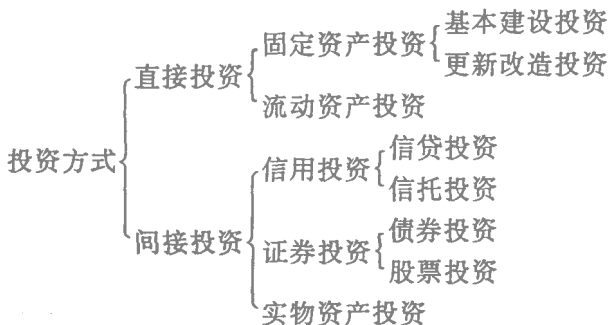 投资方式
直接投资
固定资产投资
基本建设投资
更新改造投资
流动资产投资
间接投资
信用投资
信贷投资
信托投资
证券投资
债券投资
股票投资
实物资产投资